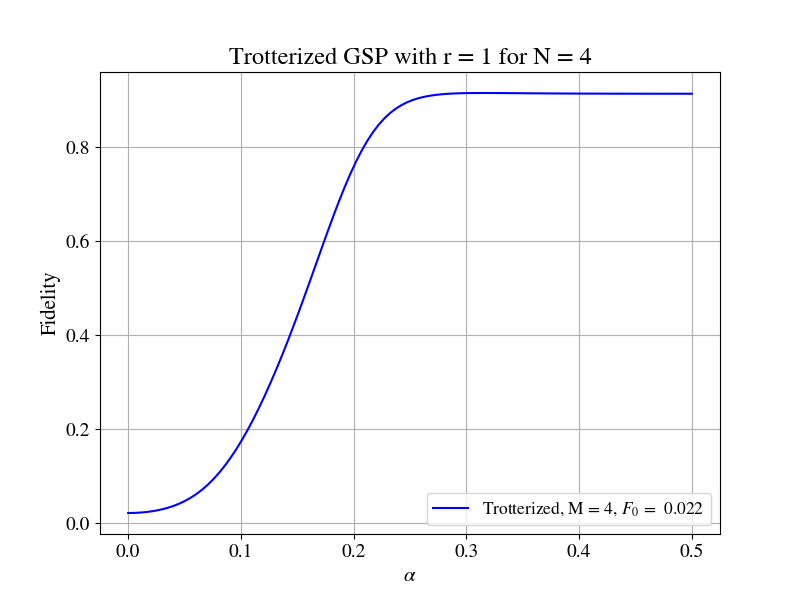 Trotterized GSP with r = 1 for N = 4
Fidelity
0.8
0.6
0.4
0.2
0.0
Trotterized, M = 4, F₀ = 0.022
0.0 0.1 0.2 0.3 0.4 0.5
α